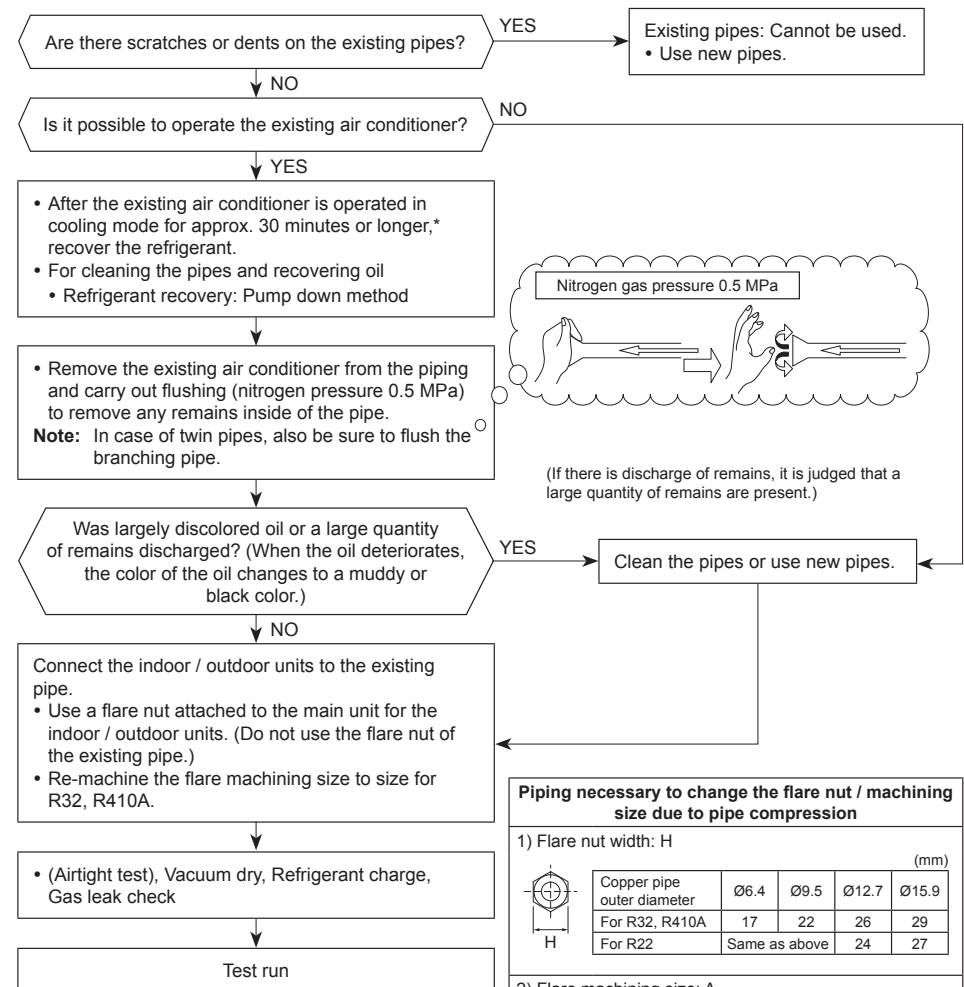 Are there scratches or dents on the existing pipes?
YES
Existing pipes: Cannot be used.
• Use new pipes.
NO
Is it possible to operate the existing air conditioner?
NO
YES
• After the existing air conditioner is operated in
cooling mode for approx. 30 minutes or longer,*
recover the refrigerant.
• For cleaning the pipes and recovering oil
• Refrigerant recovery: Pump down method
Nitrogen gas pressure 0.5 MPa
• Remove the existing air conditioner from the piping
and carry out flushing (nitrogen pressure 0.5 MPa)
to remove any remains inside of the pipe.
Note: In case of twin pipes, also be sure to flush the
branching pipe.
(If there is discharge of remains, it is judged that a
large quantity of remains are present.)
Was largely discolored oil or a large quantity
of remains discharged? (When the oil deteriorates,
the color of the oil changes to a muddy or
black color.)
YES
Clean the pipes or use new pipes.
NO
Connect the indoor / outdoor units to the existing
pipe.
• Use a flare nut attached to the main unit for the
indoor / outdoor units. (Do not use the flare nut of
the existing pipe.)
• Re-machine the flare machining size to size for
R32, R410A.
• (Airtight test), Vacuum dry, Refrigerant charge,
Gas leak check
Test run
Piping necessary to change the flare nut / machining
size due to pipe compression
1) Flare nut width: H
(mm)
H
Copper pipe
outer diameter Ø6.4 Ø9.5 Ø12.7 Ø15.9
For R32, R410A 17 22 26 29
For R22 Same as above 24 27
2) Flare machining size: A